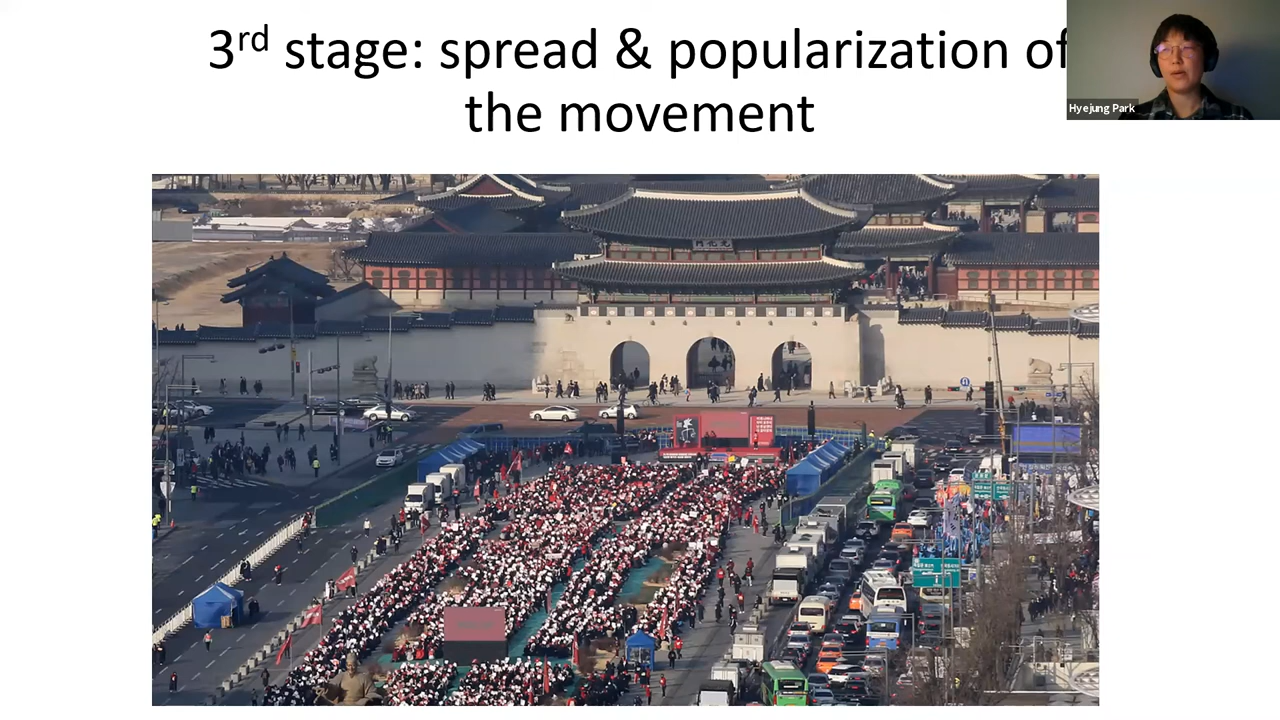 3rd stage: spread & popularization of
the movement
Hyejung Park